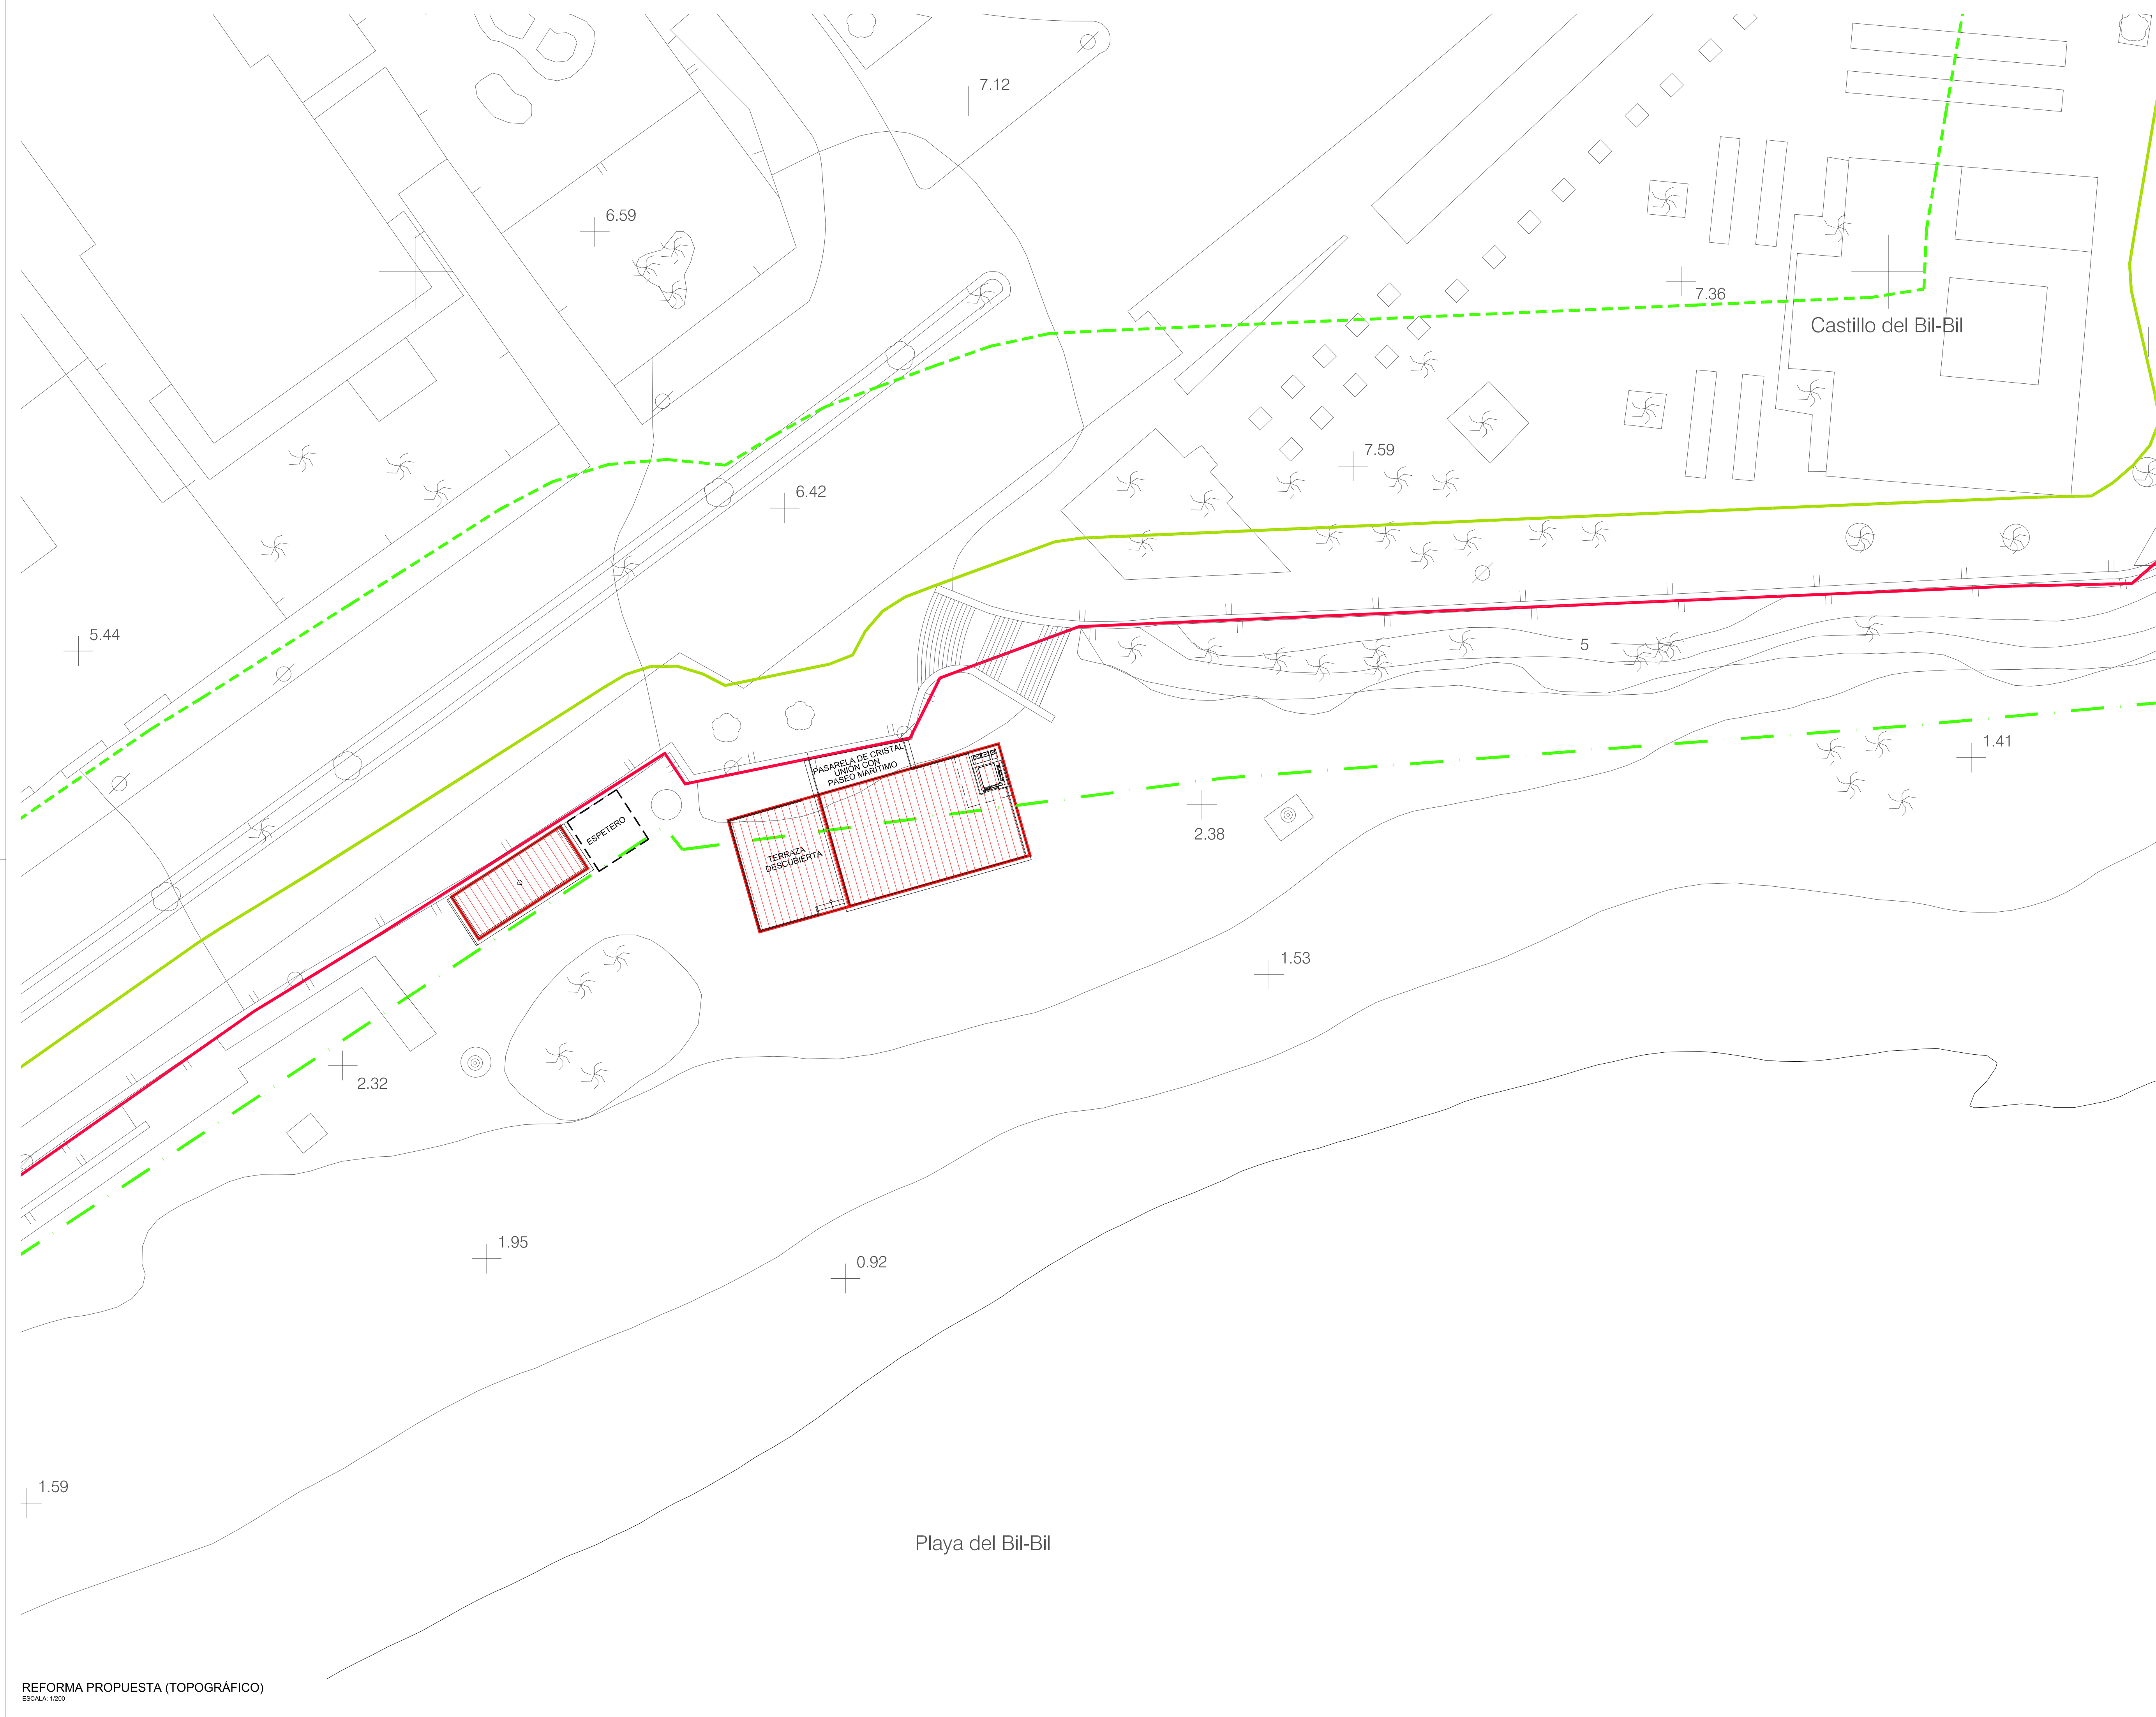 7.12
6.59
7.36
Castillo del Bil-Bil
7.59
6.42
5.44
5
1.41
PASARELA DE CRISTAL
UNIÓN CON
PASEO MARÍTIMO
ESPETERO
2.38
TERRAZA
DESCUBIERTA
1.53
2.32
1.95
0.92
1.59
Playa del Bil-Bil
REFORMA PROPUESTA (TOPOGRÁFICO)
ESCALA: 1/200